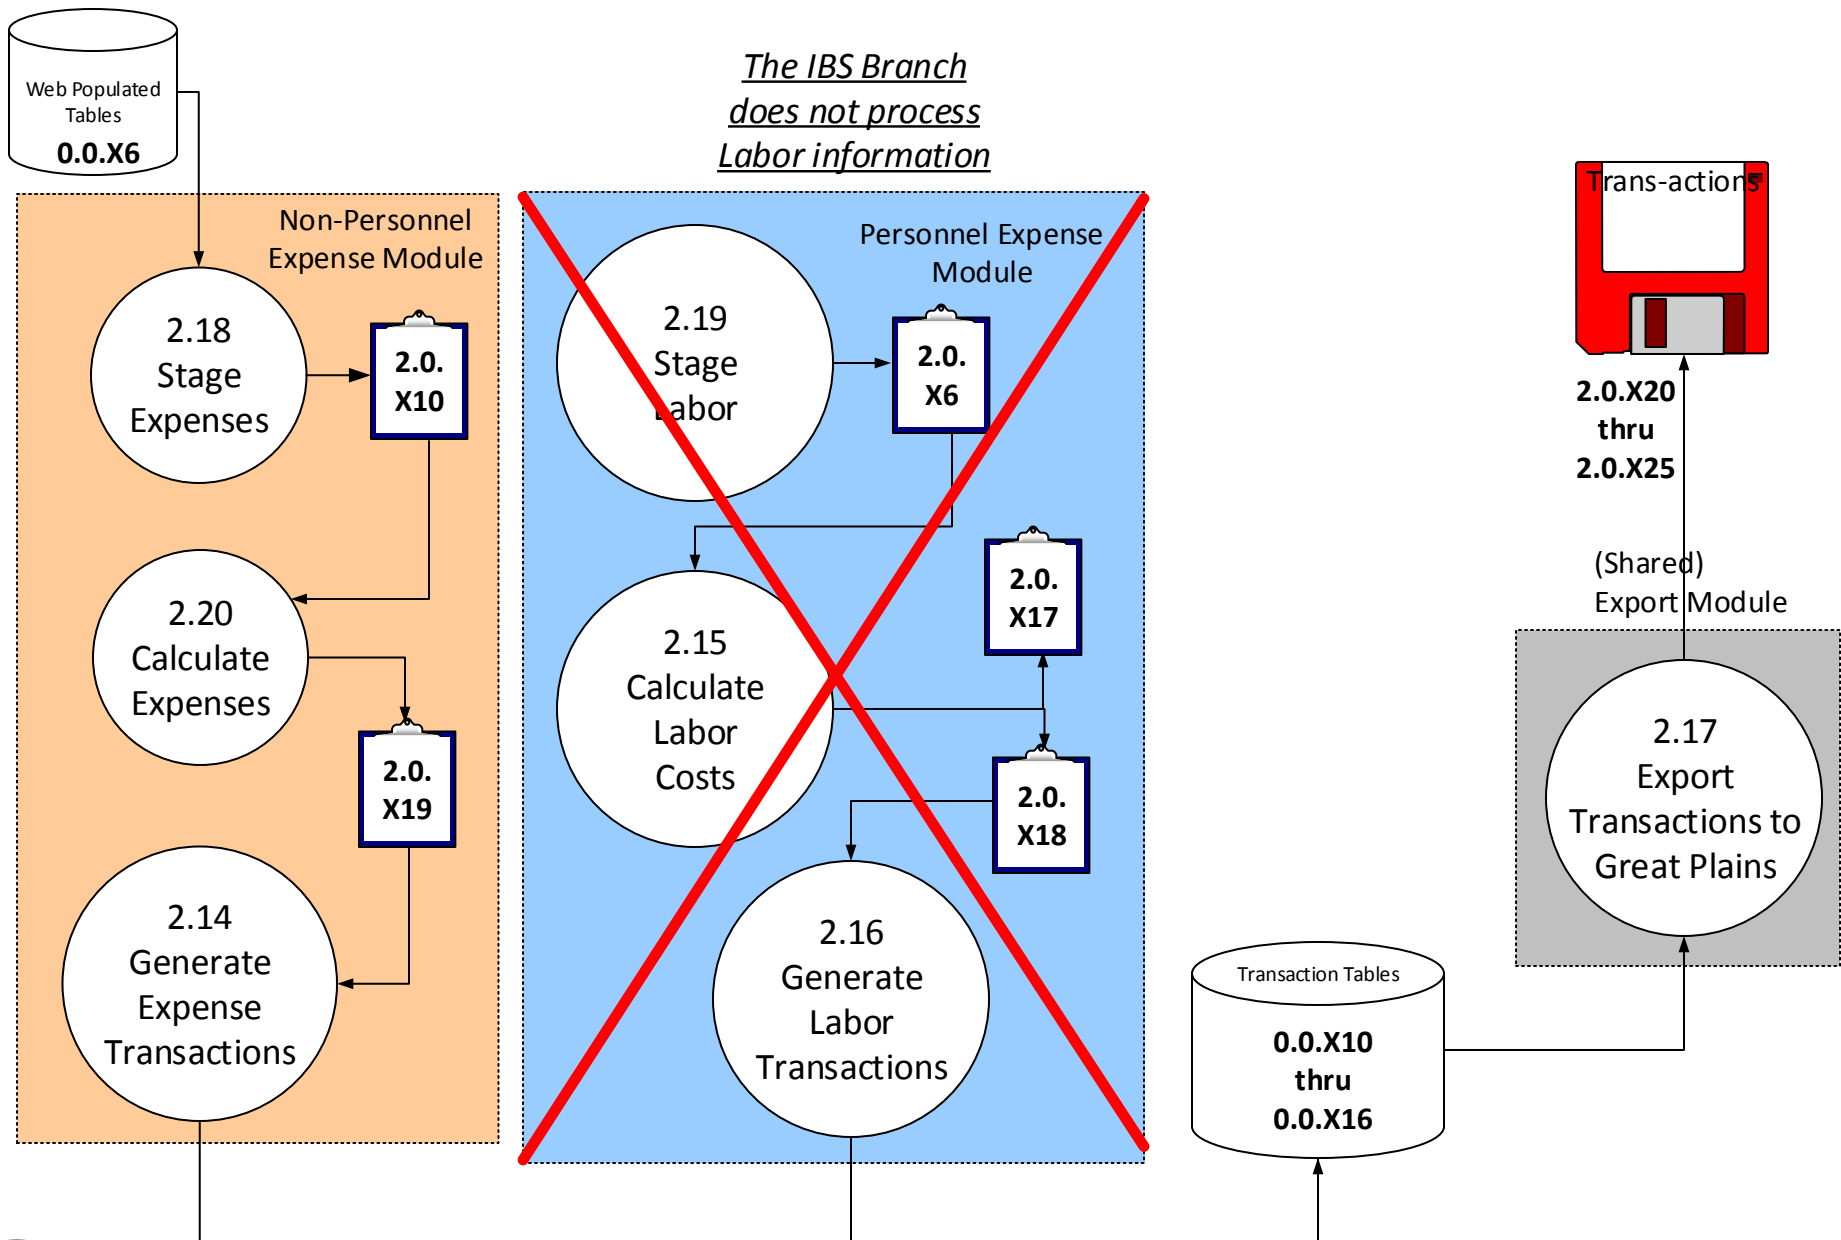 Web Populated
Tables
0.0.X6
The IBS Branch
does not process
Labor information
Non-Personnel
Expense Module
2.18
Stage
Expenses
2.0.
X10
2.20
Calculate
Expenses
2.0.
X19
2.14
Generate
Expense
Transactions
Personnel Expense
Module
2.19
Stage
Labor
2.0.
X6
2.15
Calculate
Labor
Costs
2.0.
X17
2.0.
X18
2.16
Generate
Labor
Transactions
Trans-actions
2.0.X20
thru
2.0.X25
(Shared)
Export Module
2.17
Export
Transactions to
Great Plains
Transaction Tables
0.0.X10
thru
0.0.X16